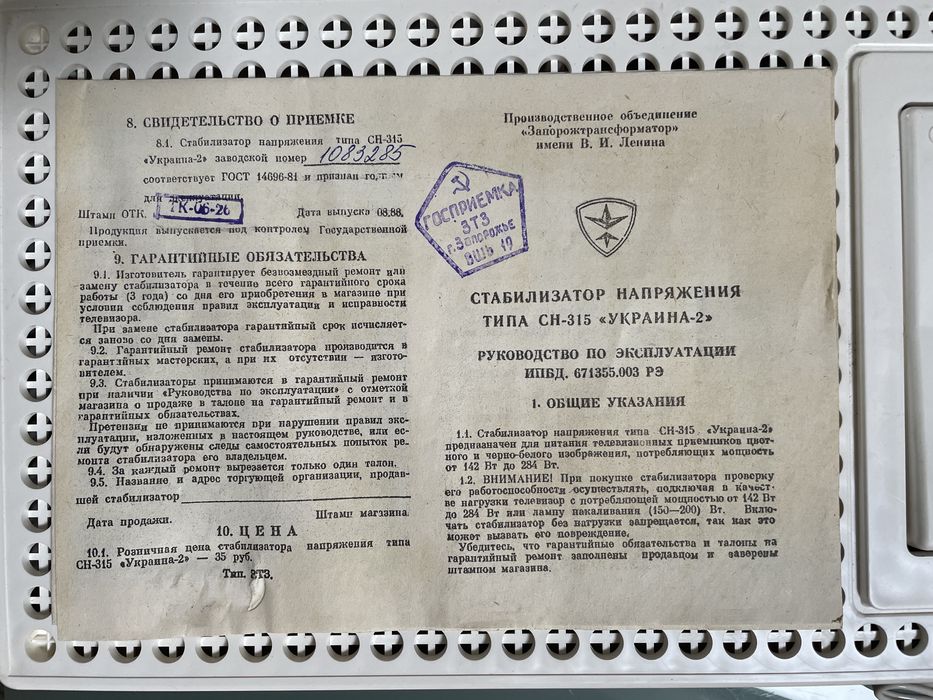 8. СВИДЕТЕЛЬСТВО О ПРИЕМКЕ
8.1. Стабилизатор напряжения типа СН-315
«Украина-2» заводской номер 1083285
соответствует ГОСТ 14696-81 и признан
для
ТК-06-26
Штамп ОТК. Дата выпуска 08.88.
Продукция выпускается под контролем Государственной
приемки.
9. ГАРАНТИЙНЫЕ ОБЯЗАТЕЛЬСТВА
9.1. Изготовитель гарантирует безвозмездный ремонт или
замену стабилизатора в течение всего гарантийного срока
работы (3 года) со дня его приобретения в магазине при
условии соблюдения правил эксплуатации и исправности
телевизора.
При замене стабилизатора гарантийный срок исчисляет-
ся заново со дня замены.
9.2. Гарантийный ремонт стабилизатора производится в
гарантийных мастерских, а при их отсутствии — изгото-
вителем.
9.3. Стабилизаторы принимаются в гарантийный ремонт
при наличии «Руководства по эксплуатации» с отметкой
магазина о продаже в талоне на гарантийный ремонт и в
гарантийных обязательствах.
Претензии не принимаются при нарушении правил экс-
плуатации, изложенных в настоящем руководстве, или ес-
ли будут обнаружены следы самостоятельных попыток ре-
монта стабилизатора его владельцем.
9.4. За каждый ремонт вырезается только один талон.
9.5. Название и адрес торгующей организации, продав-
шей стабилизатор
Дата продажи. Штамп магазина.
10. ЦЕНА
10.1. Розничная цена стабилизатора напряжения типа
СН-315 «Украина-2» — 35 руб.
Тип. ЗТЗ.
Производственное объединение
«Запорожтрансформатор»
имени В. И. Ленина
ГОСПРИЕМКА
ЗТЗ
г. ЗАПОРОЖЬЕ
ВШБ 19
СТАБИЛИЗАТОР НАПРЯЖЕНИЯ
ТИПА СН-315 «УКРАИНА-2»
РУКОВОДСТВО ПО ЭКСПЛУАТАЦИИ
ИПБД. 671355.003 РЭ
1. ОБЩИЕ УКАЗАНИЯ
1.1. Стабилизатор напряжения типа СН-315 «Украина-2»
предназначен для питания телевизионных приемников цвет-
ного и черно-белого изображения, потребляющих мощность
от 142 Вт до 284 Вт.
1.2. ВНИМАНИЕ! При покупке стабилизатора проверку
его работоспособности осуществлять, подключая в качест-
ве нагрузки телевизор с потребляющей мощностью от 142 Вт
до 284 Вт или лампу накаливания (150—200) Вт. Вклю-
чать стабилизатор без нагрузки запрещается, так как это
может вызвать его повреждение.
Убедитесь, что гарантийные обязательства и талоны на
гарантийный ремонт заполнены продавцом и заверены
штампом магазина.